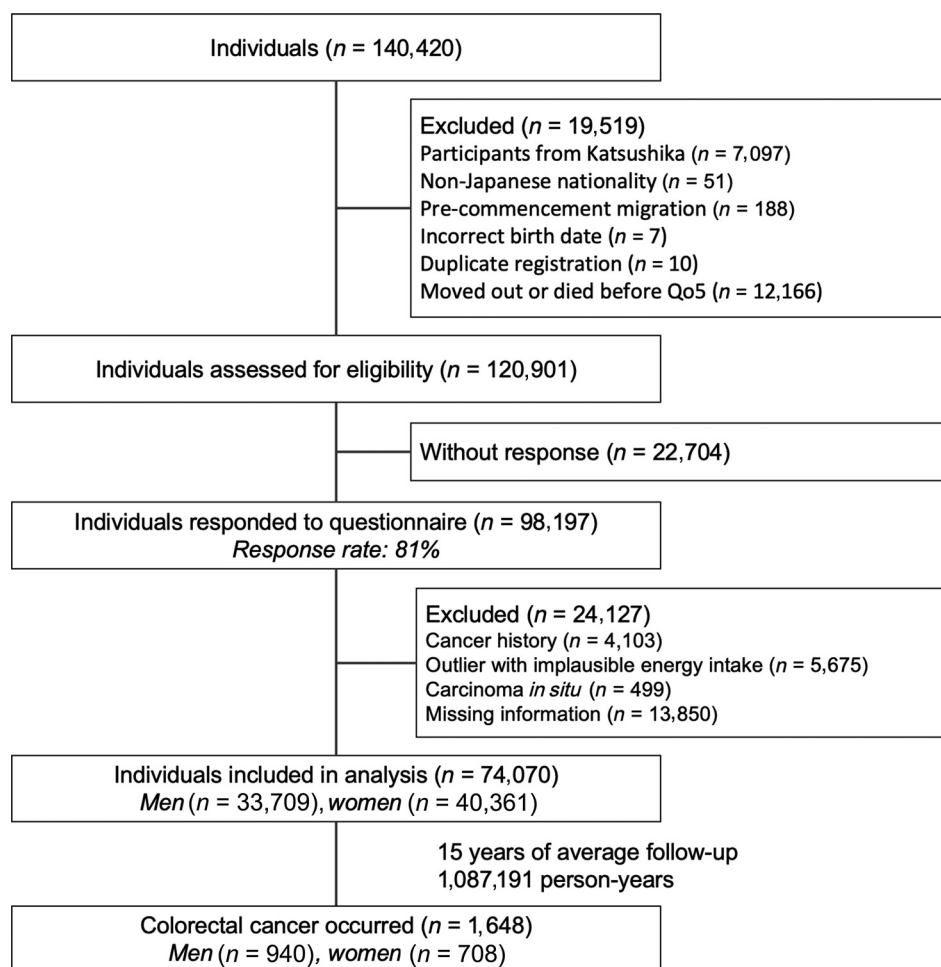 Individuals (n = 140,420)
Excluded (n = 19,519)
Participants from Katsushika (n = 7,097)
Non-Japanese nationality (n = 51)
Pre-commencement migration (n = 188)
Incorrect birth date (n = 7)
Duplicate registration (n = 10)
Moved out or died before Qo5 (n = 12,166)
Individuals assessed for eligibility (n = 120,901)
Without response (n = 22,704)
Individuals responded to questionnaire (n = 98,197)
Response rate: 81%
Excluded (n = 24,127)
Cancer history (n = 4,103)
Outlier with implausible energy intake (n = 5,675)
Carcinoma in situ (n = 499)
Missing information (n = 13,850)
Individuals included in analysis (n = 74,070)
Men (n = 33,709), women (n = 40,361)
15 years of average follow-up
1,087,191 person-years
Colorectal cancer occurred (n = 1,648)
Men (n = 940), women (n = 708)